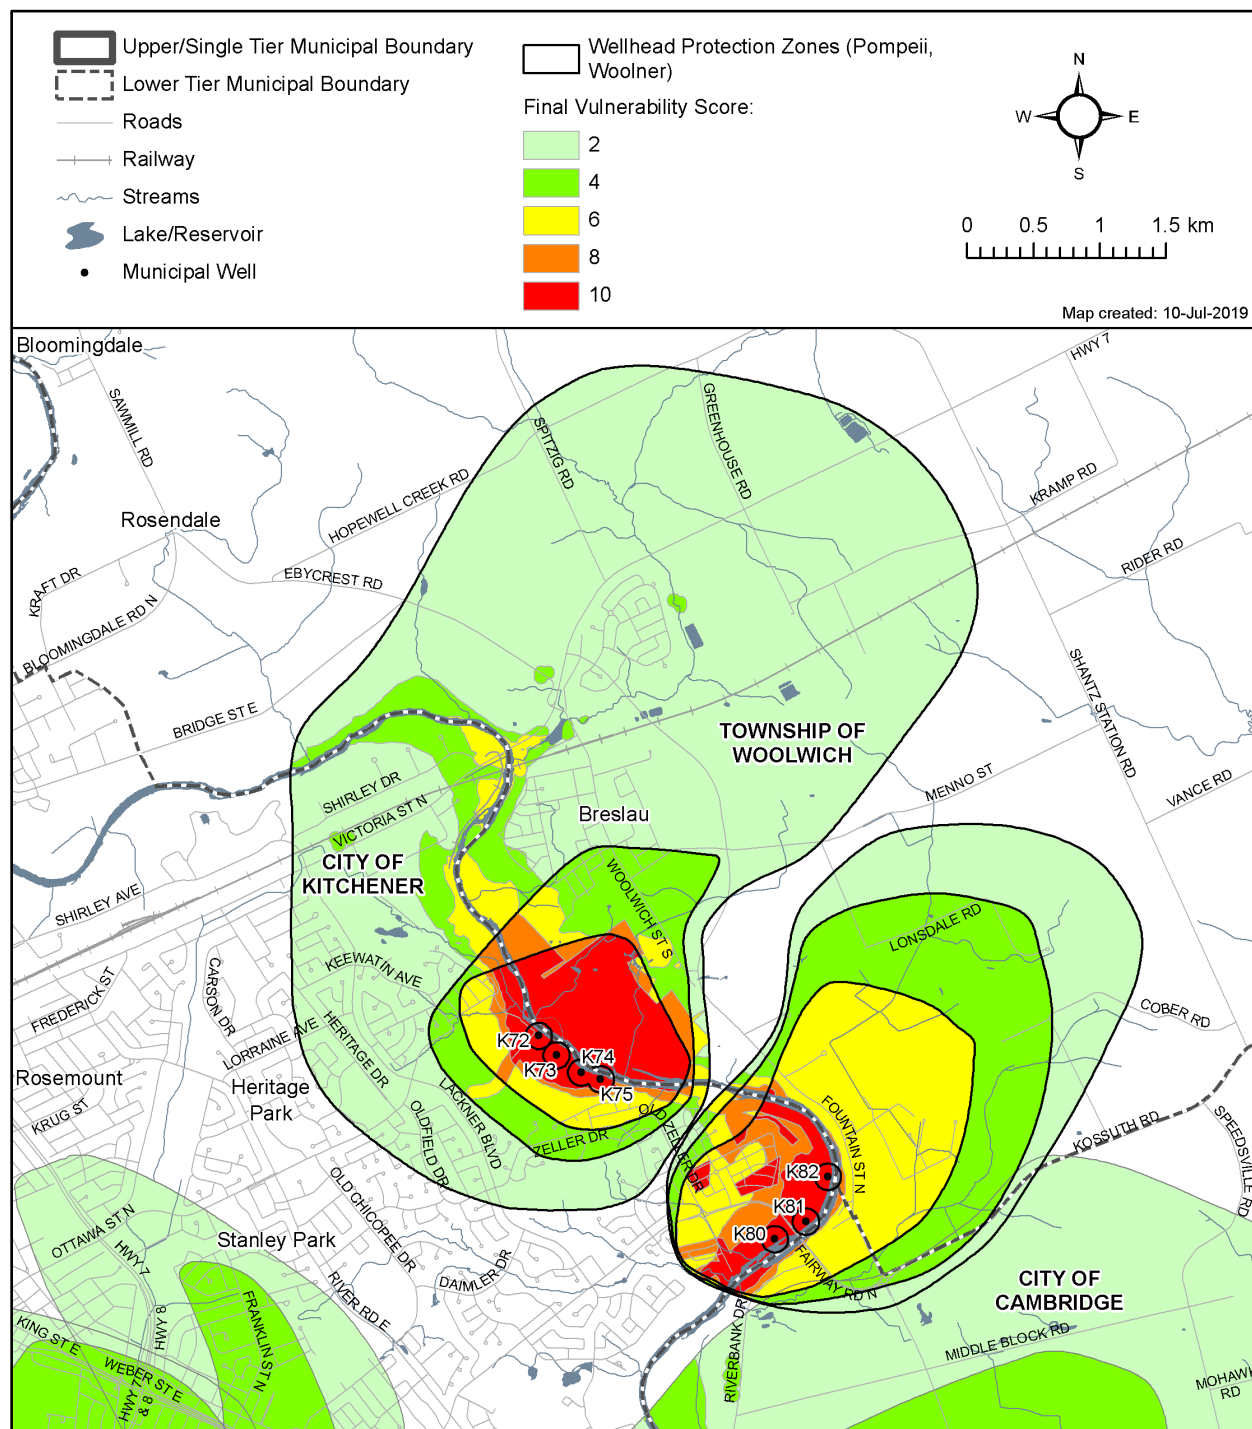 Upper/Single Tier Municipal Boundary
Lower Tier Municipal Boundary
Roads
Railway
Streams
Lake/Reservoir
Municipal Well
Wellhead Protection Zones (Pompeii,
Woolner)
Final Vulnerability Score:
2
4
6
8
10
N
W
E
S
0 0.5 1 1.5 km
Map created: 10-Jul-2019
Bloomingdale
HWY 7
SAWMILL RD
GREENHOUSE RD
SPITZIG RD
KRAMP RD
HOPEWELL CREEK RD
Rosendale
RIDER RD
EBYCREST RD
KRAFT DR
BLOOMINGDALE RD N
SHANTZ STATION RD
BRIDGE ST E
TOWNSHIP OF
WOOLWICH
MENNO ST
VANCE RD
SHIRLEY DR
VICTORIA ST N
Breslau
CITY OF
KITCHENER
WOOLWICH ST S
SHIRLEY AVE
LONSDALE RD
KEEWATIN AVE
CARSON DR
FREDERICK ST
COBER RD
LORRAINE AVE
HERITAGE DR
K72
K73
K74
K75
Rosemount
Heritage
Park
KRUG ST
LACKNER BLVD
OLDFIELD DR
ZELLER DR
OLD ZELLER DR
FOUNTAIN ST N
KOSSUTH RD
SPEEDSVILLE RD
K82
K81
K80
OLD CHICOPEE DR
OTTAWA ST N
HWY 7
Stanley Park
DAIMLER DR
FAIRWAY RD N
CITY OF
CAMBRIDGE
RIVER RD E
FRANKLIN ST N
HWY 8
KING ST E
WEBER ST E
HWY 7
& 8
RIVERBANK DR
MIDDLE BLOCK RD
MOHAWK
RD